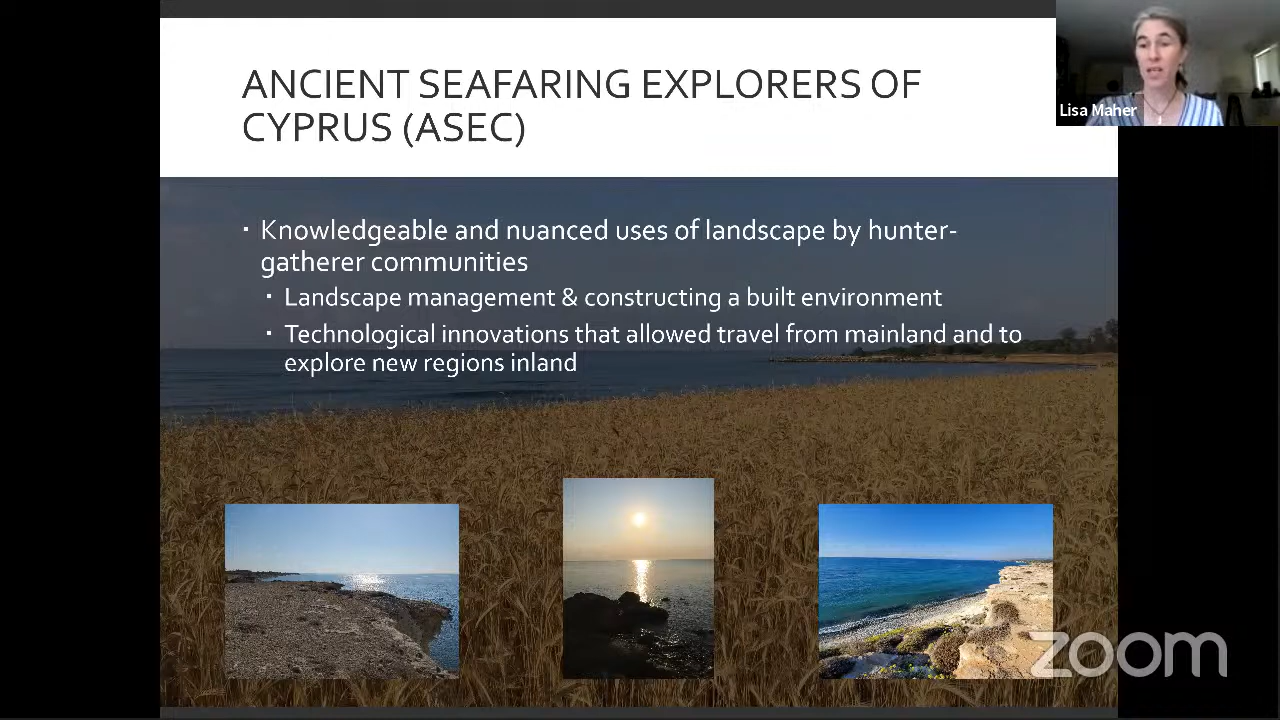 ANCIENT SEAFARING EXPLORERS OF
CYPRUS (ASEC)
Lisa Maher
▪ Knowledgeable and nuanced uses of landscape by hunter-
gatherer communities
▪ Landscape management & constructing a built environment
▪ Technological innovations that allowed travel from mainland and to
explore new regions inland
zoom